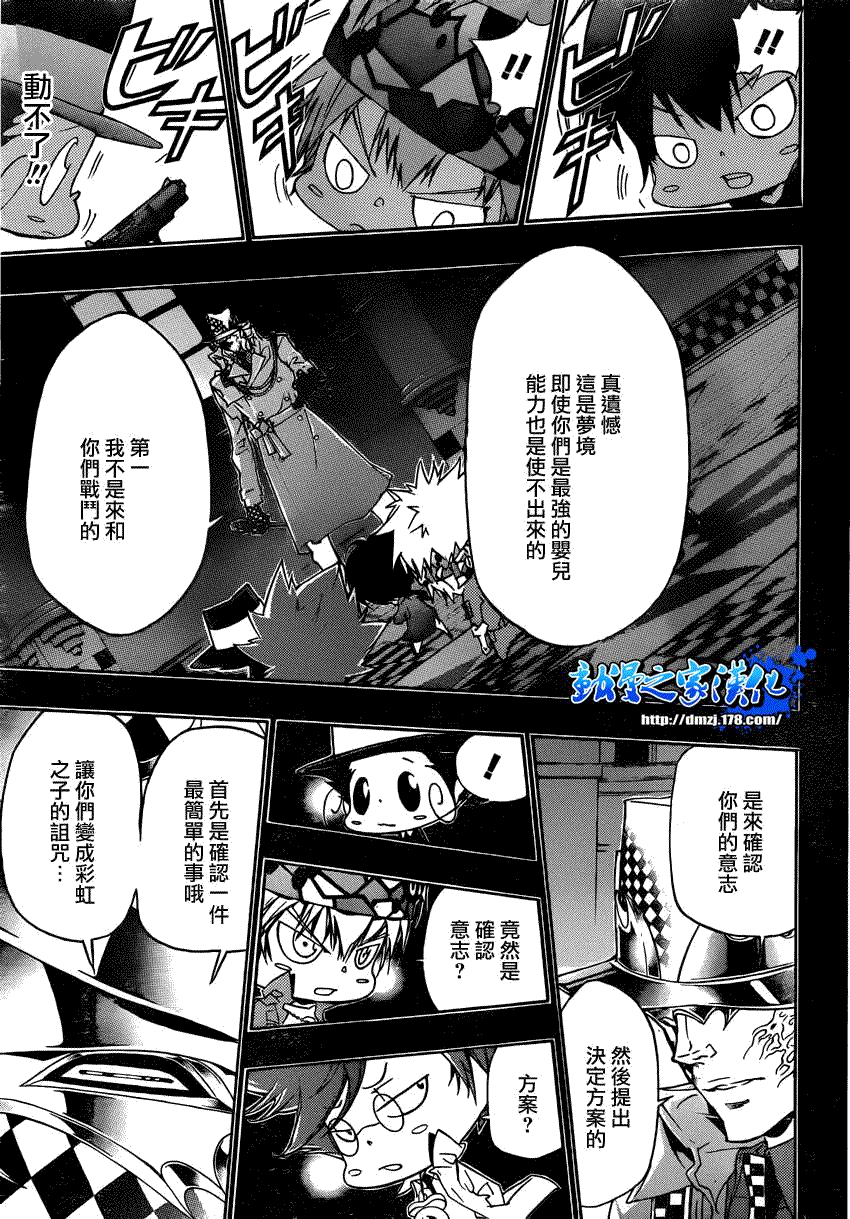 !!
ビキ
!!
ビキ
ビキ
動不了!!
真遺憾
這是夢境
即使你們是最強的嬰兒
能力也是使不出來的
第一
我不是來和
你們戰鬥的
動漫之家漢化
http://dmzj.178.com/
是來確認
你們的意志
然後提出
決定方案的
!
竟然是
確認
意志?
方案?
首先是確認一件
最簡單的事哦
讓你們變成彩虹
之子的詛咒…